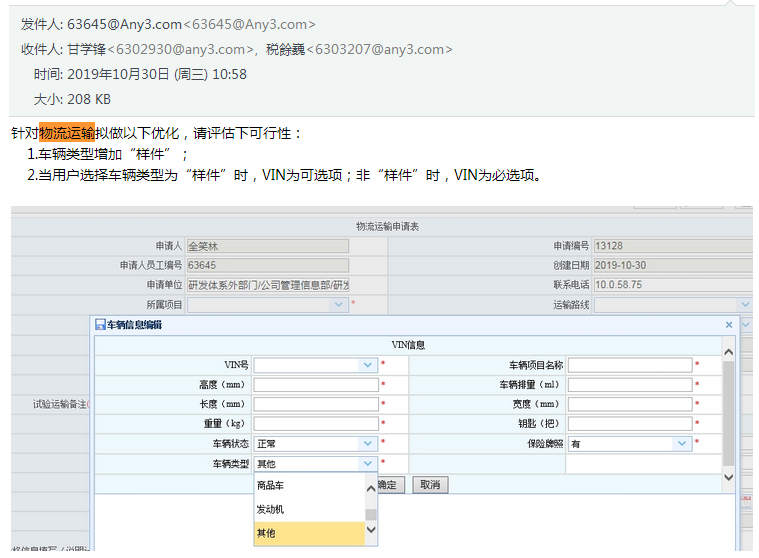 发件人: 63645@Any3.com<63645@Any3.com>
收件人: 甘学锋<6302930@any3.com>, 税馀巍<6303207@any3.com>
时间: 2019年10月30日 (周三) 10:58
大小: 208 KB
针对物流运输拟做以下优化，请评估下可行性：
1.车辆类型增加“样件”；
2.当用户选择车辆类型为“样件”时，VIN为可选项；非“样件”时，VIN为必选项。
物流运输申请表
申请人 全笑林 申请编号 13128
申请人员工编号 63645 创建日期 2019-10-30
申请单位 研发体系外部门/公司管理信息部/研发 联系电话 10.0.58.75
所属项目 * 运输路线
车辆信息编辑
VIN信息
VIN号 * 车辆项目名称 *
高度（mm） * 车辆排量（ml） *
试验运输备注 长度（mm） * 宽度（mm） *
重量（kg） * 钥匙（把） *
车辆状态 正常 * 保险牌照 有 *
车辆类型 其他 *
商品车 确定 取消
发动机
其他